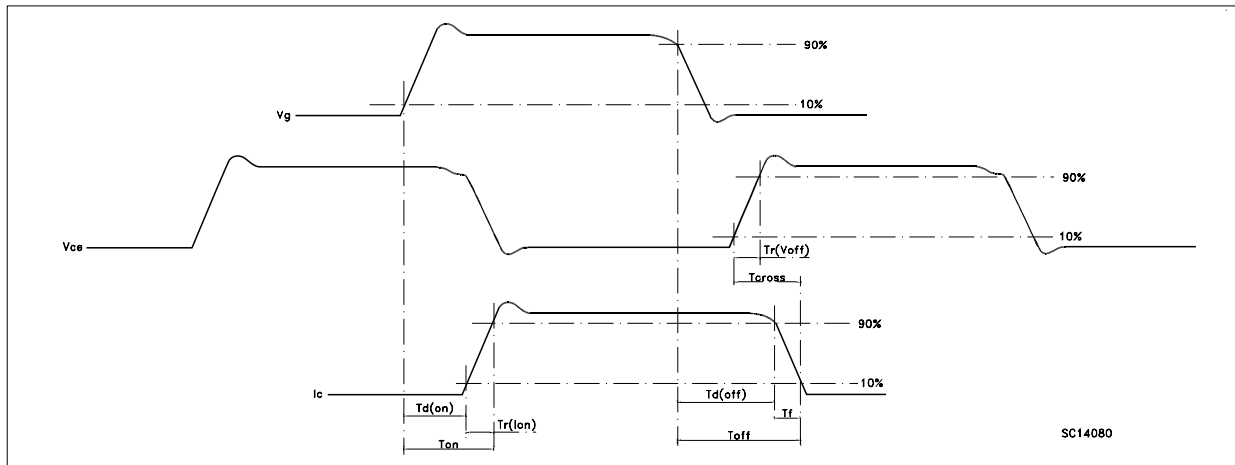 90%
10%
Vg
90%
Vce
10%
Tr(Voff)
Tcross
90%
Ic
10%
Td(on)
Td(off)
Tf
Tr(Ion)
Ton
Toff
SC14080